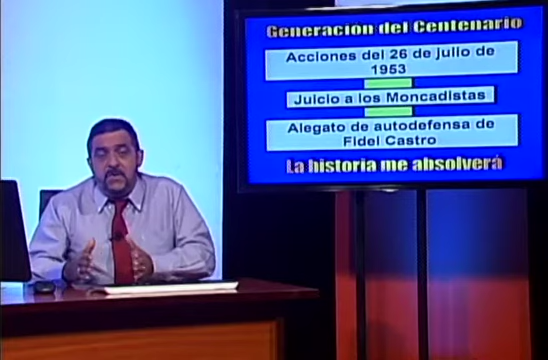 Generación del Centenario
Acciones del 26 de julio de
1953
Juicio a los Moncadistas
Alegato de autodefensa de
Fidel Castro
La historia me absolverá